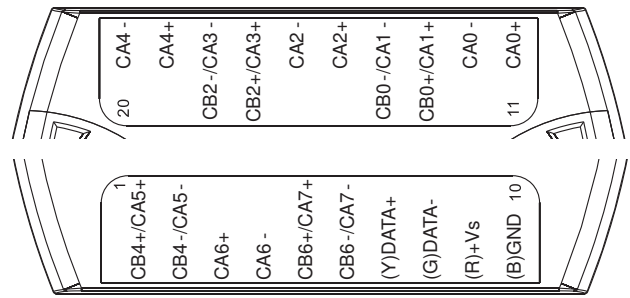 CA4 -
CA4+
CB2 -/CA3 -
CB2+/CA3+
CA2 -
CA2+
CB0 -/CA1 -
CB0+/CA1+
CA0 -
CA0+
20
11
1
10
CB4+/CA5+
CB4-/CA5-
CA6+
CA6 -
CB6+/CA7+
CB6-/CA7-
(Y)DATA+
(G)DATA-
(R)+Vs
(B)GND